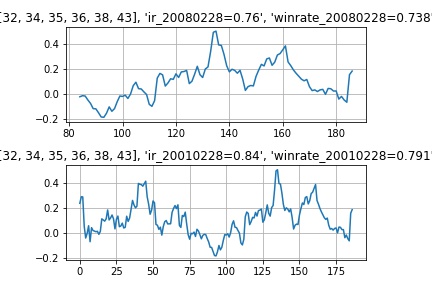 [32, 34, 35, 36, 38, 43], 'ir_20080228=0.76', 'winrate_20080228=0.738'
0.4
0.2
0.0
−0.2
80 100 120 140 160 180
[32, 34, 35, 36, 38, 43], 'ir_20010228=0.84', 'winrate_20010228=0.791'
0.4
0.2
0.0
−0.2
0 25 50 75 100 125 150 175